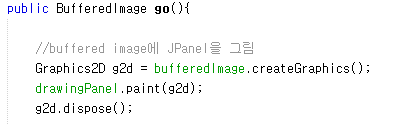 public BufferedImage go(){
//buffered image에 JPanel을 그림
Graphics2D g2d = bufferedImage.createGraphics();
drawingPanel.paint(g2d);
g2d.dispose();